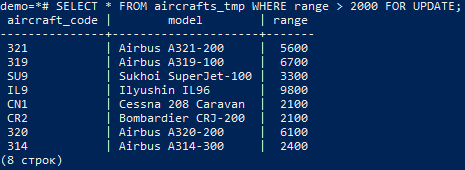 demo=*# SELECT * FROM aircrafts_tmp WHERE range > 2000 FOR UPDATE;
 aircraft_code |        model        | range
---------------+---------------------+-------
 321           | Airbus A321-200     |  5600
 319           | Airbus A319-100     |  6700
 SU9           | Sukhoi SuperJet-100 |  3300
 IL9           | Ilyushin IL96       |  9800
 CN1           | Cessna 208 Caravan  |  2100
 CR2           | Bombardier CRJ-200  |  2100
 320           | Airbus A320-200     |  6100
 314           | Airbus A314-300     |  2400
(8 строк)